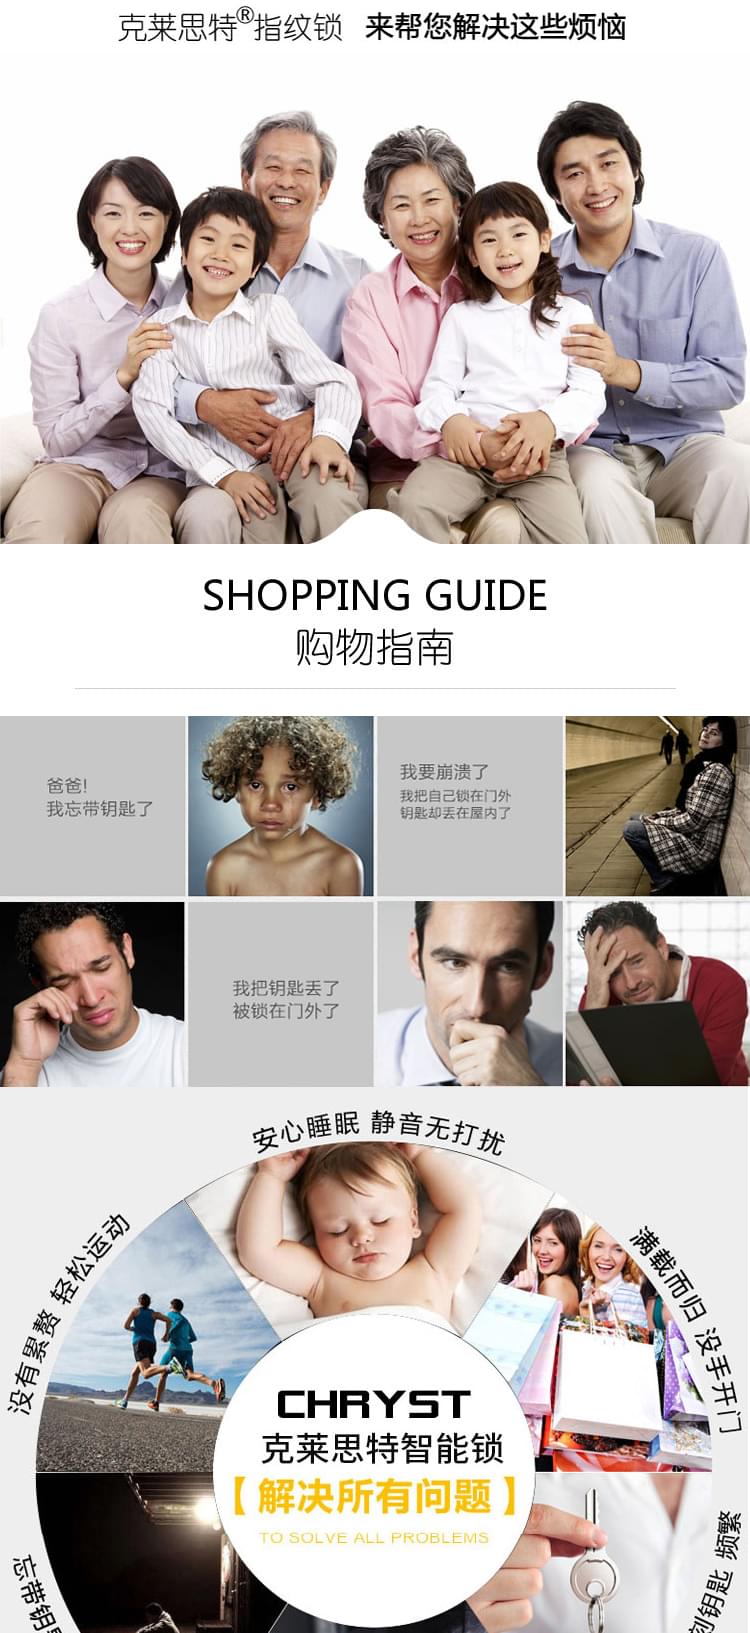 克莱思特®指纹锁 来帮您解决这些烦恼
SHOPPING GUIDE
购物指南
爸爸!
我忘带钥匙了
我要崩溃了
我把自己锁在门外
钥匙却丢在屋内了
我把钥匙丢了
被锁在门外了
安心睡眠 静音无打扰
没有累赘 轻松运动
满载而归 没手开门
CHRYST
克莱思特智能锁
【解决所有问题】
TO SOLVE ALL PROBLEMS
忘带钥
钥匙 频繁